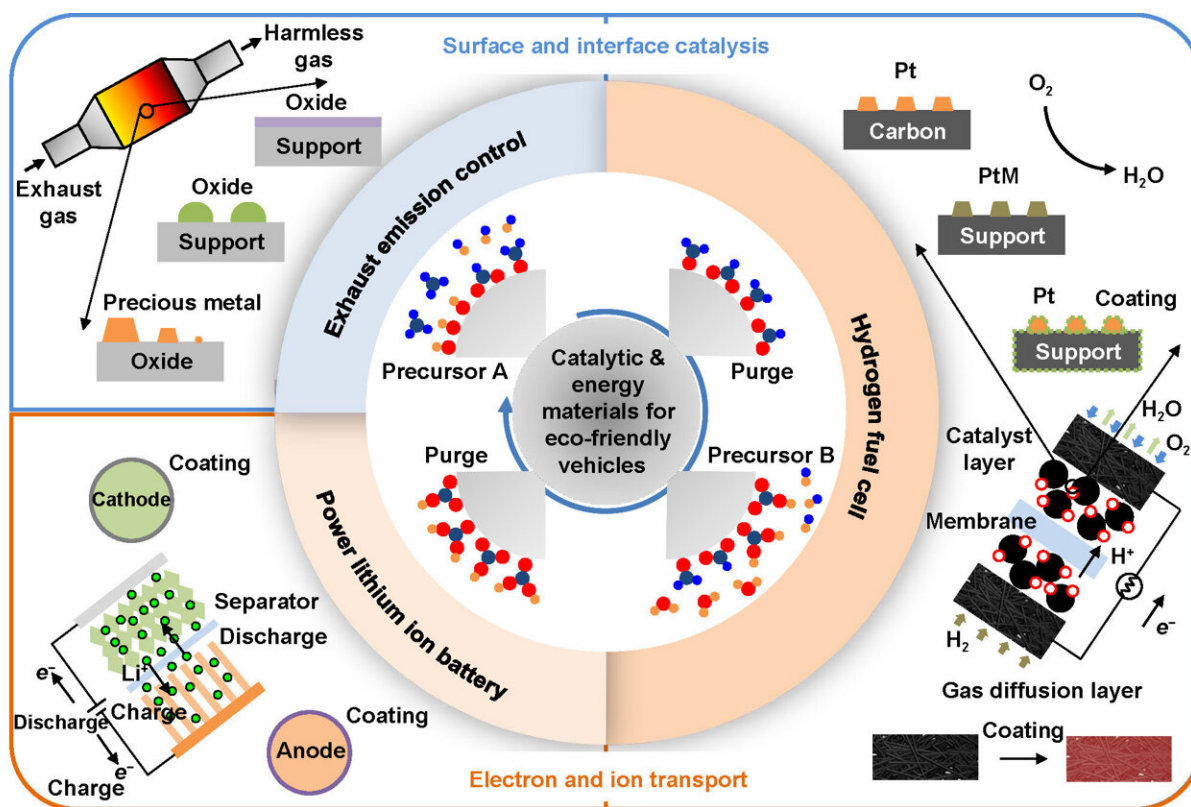 Surface and interface catalysis
Harmless
gas
Exhaust
gas
Oxide
Support
Oxide
Support
Precious metal
Oxide
Exhaust emission control
Hydrogen fuel cell
Power lithium ion battery
Precursor A
Purge
Precursor B
Purge
Catalytic &
energy
materials for
eco-friendly
vehicles
Pt
Carbon
O₂
H₂O
PtM
Support
Pt
Coating
Support
H₂O
O₂
Catalyst
layer
Membrane
H⁺
e⁻
H₂
Gas diffusion layer
Coating
Coating
Cathode
Separator
Discharge
Li⁺
Charge
e⁻
Discharge
e⁻
Charge
Coating
Anode
Electron and ion transport